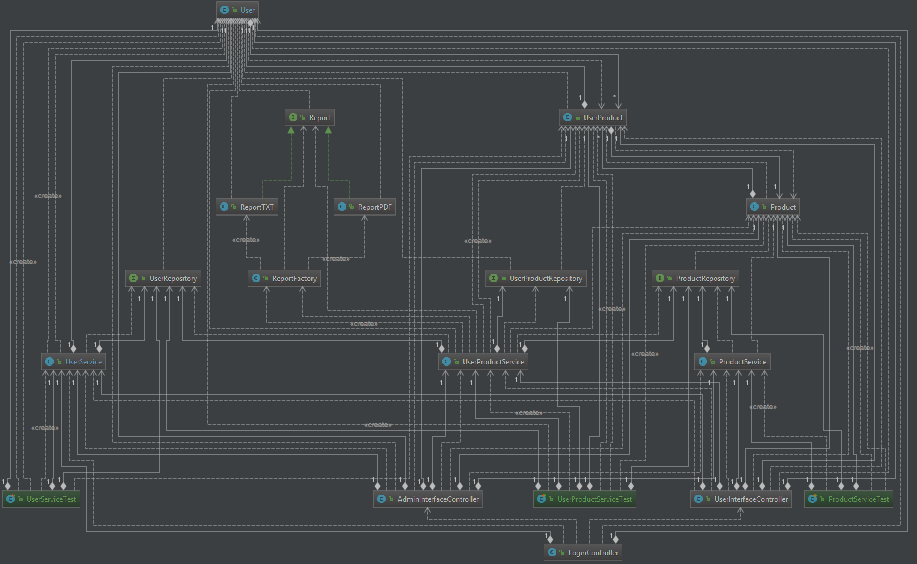 User
Report
UserProduct
«create»
ReportTXT
ReportPDF
Product
«create»
«create»
«create»
«create»
UserRepository
ReportFactory
UserProductRepository
ProductRepository
«create»
«create»
«create»
«create»
UserService
UserProductService
ProductService
«create»
«create»
«create»
«create»
UserServiceTest
AdminInterfaceController
UserProductServiceTest
UserInterfaceController
ProductServiceTest
LoginController